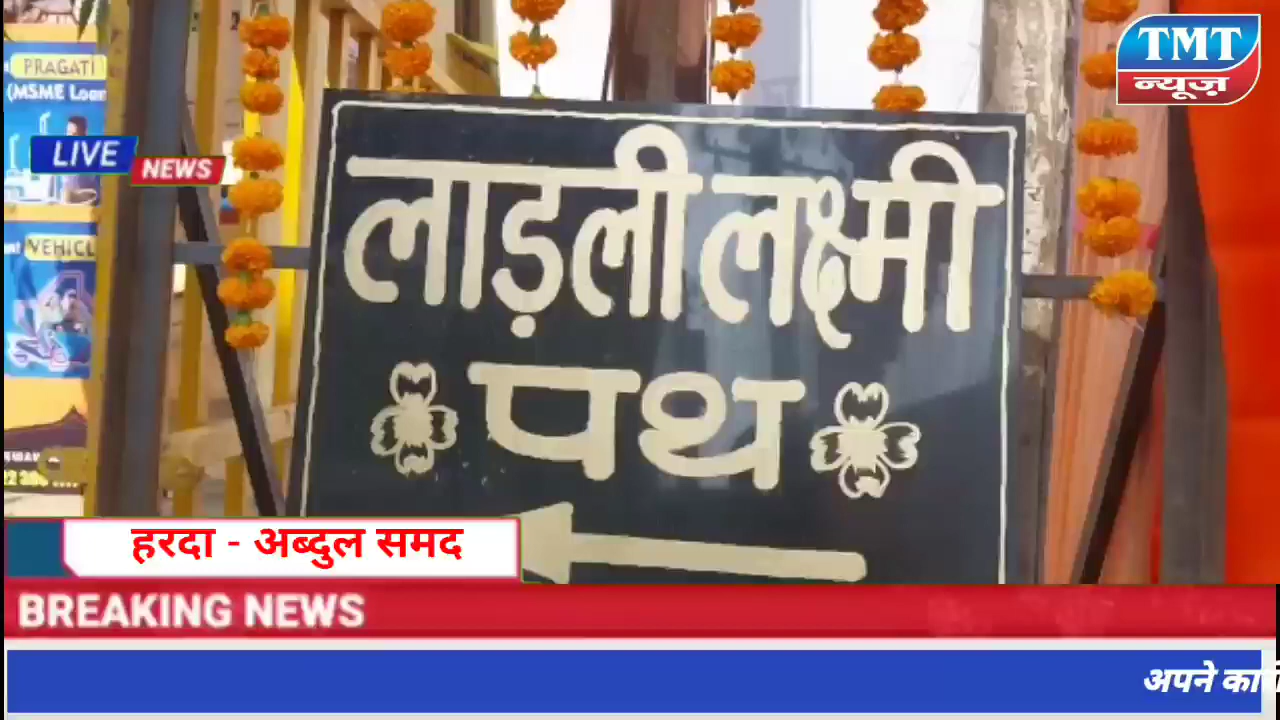 PRAGATI
(MSME Loan
TMT
न्यूज़
LIVE
NEWS
VEHICL
लाड़ली लक्ष्मी
पथ
हरदा - अब्दुल समद
BREAKING NEWS
अपने